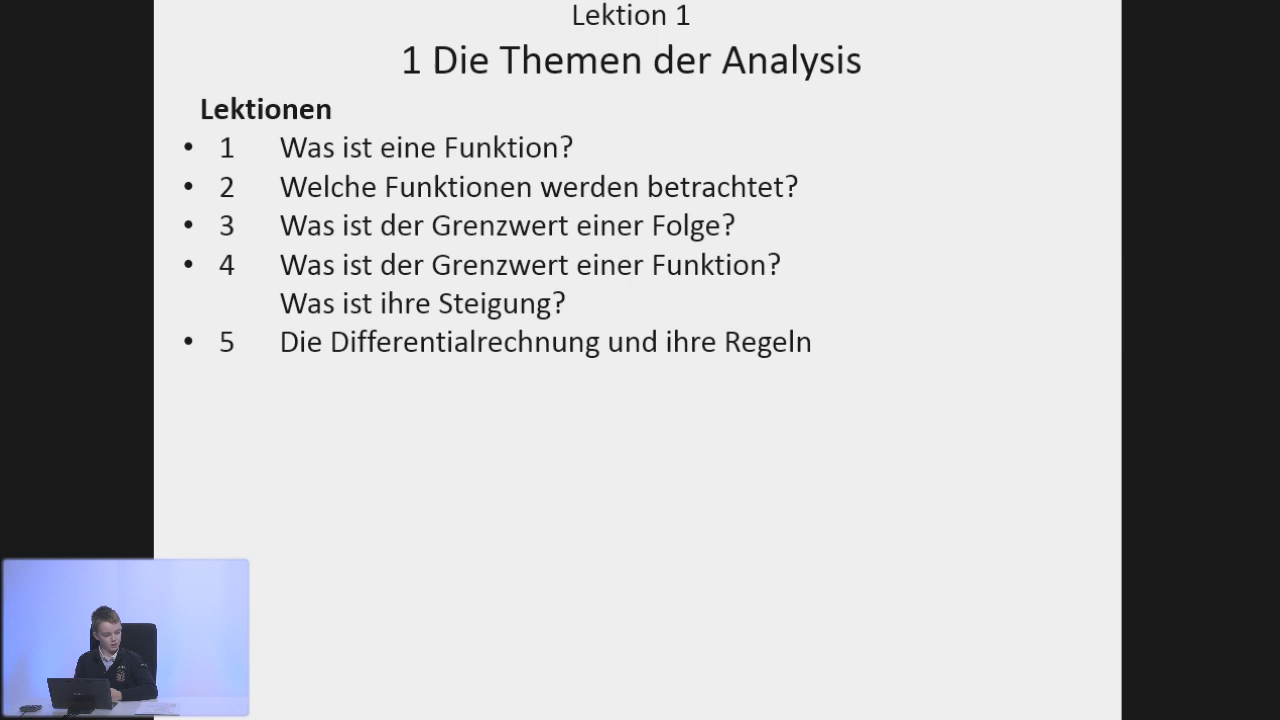 Lektion 1
1 Die Themen der Analysis
Lektionen
• 1 Was ist eine Funktion?
• 2 Welche Funktionen werden betrachtet?
• 3 Was ist der Grenzwert einer Folge?
• 4 Was ist der Grenzwert einer Funktion?
Was ist ihre Steigung?
• 5 Die Differentialrechnung und ihre Regeln